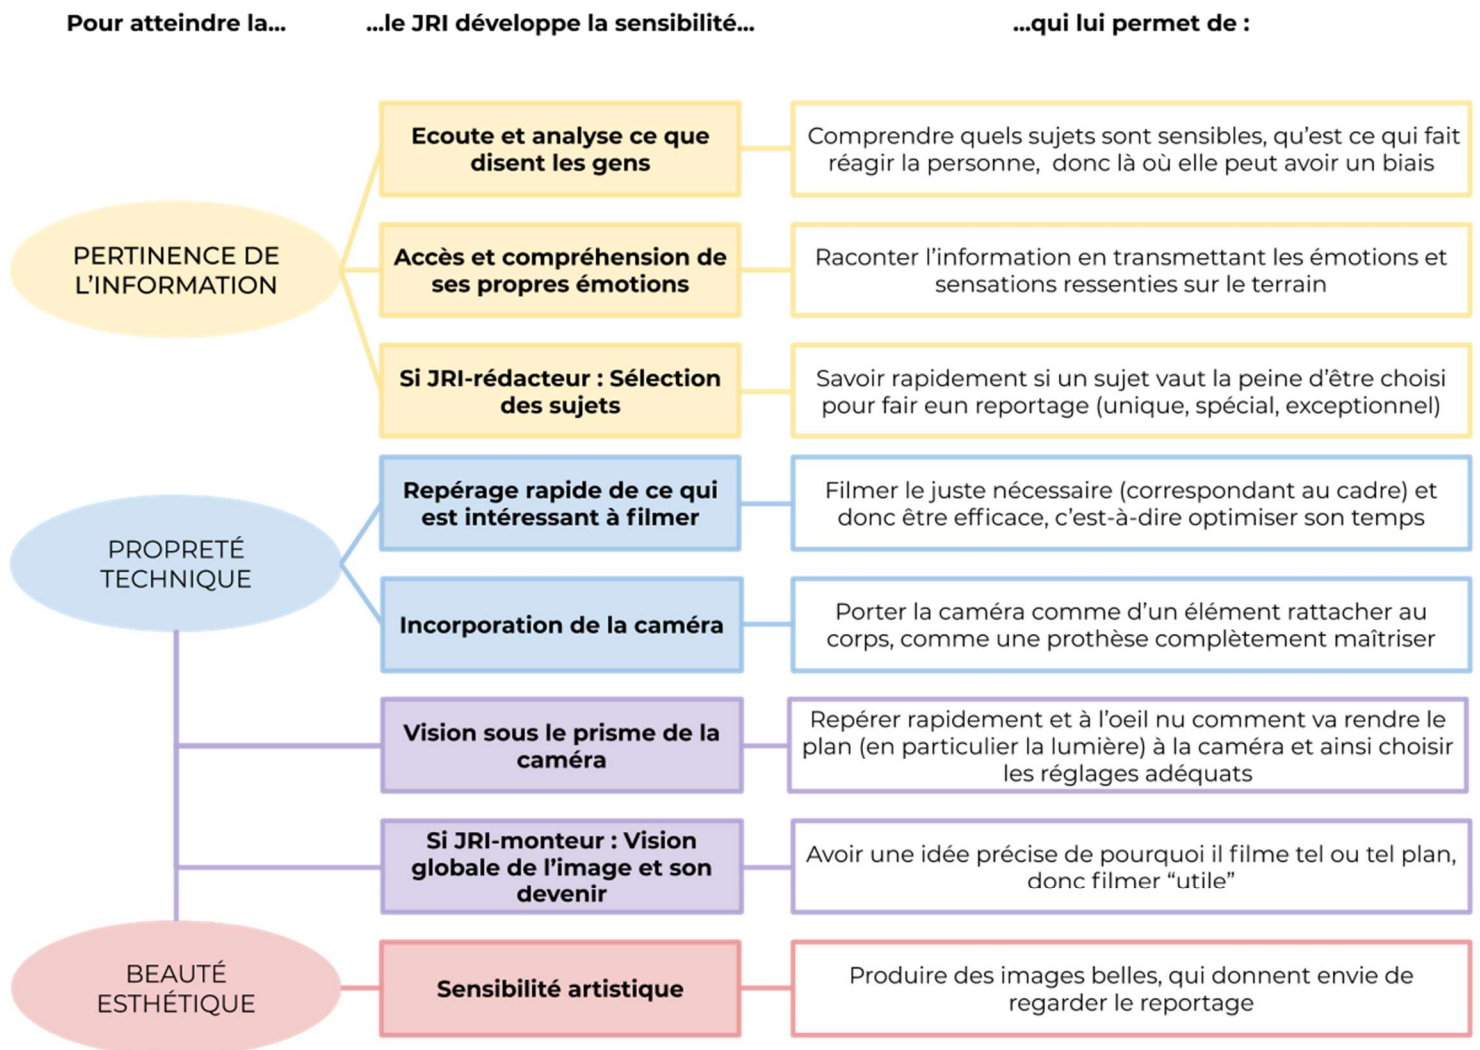 Pour atteindre la...
...le JRI développe la sensibilité...
...qui lui permet de :
PERTINENCE DE
L’INFORMATION
Ecoute et analyse ce que
disent les gens
Comprendre quels sujets sont sensibles, qu’est ce qui fait
réagir la personne, donc là où elle peut avoir un biais
Accès et compréhension de
ses propres émotions
Raconter l’information en transmettant les émotions et
sensations ressenties sur le terrain
Si JRI-rédacteur : Sélection
des sujets
Savoir rapidement si un sujet vaut la peine d’être choisi
pour fair eun reportage (unique, spécial, exceptionnel)
PROPRETÉ
TECHNIQUE
Repérage rapide de ce qui
est intéressant à filmer
Filmer le juste nécessaire (correspondant au cadre) et
donc être efficace, c’est-à-dire optimiser son temps
Incorporation de la caméra
Porter la caméra comme d’un élément rattacher au
corps, comme une prothèse complètement maîtriser
Vision sous le prisme de la
caméra
Repérer rapidement et à l’oeil nu comment va rendre le
plan (en particulier la lumière) à la caméra et ainsi choisir
les réglages adéquats
Si JRI-monteur : Vision
globale de l’image et son
devenir
Avoir une idée précise de pourquoi il filme tel ou tel plan,
donc filmer “utile”
BEAUTÉ
ESTHÉTIQUE
Sensibilité artistique
Produire des images belles, qui donnent envie de
regarder le reportage